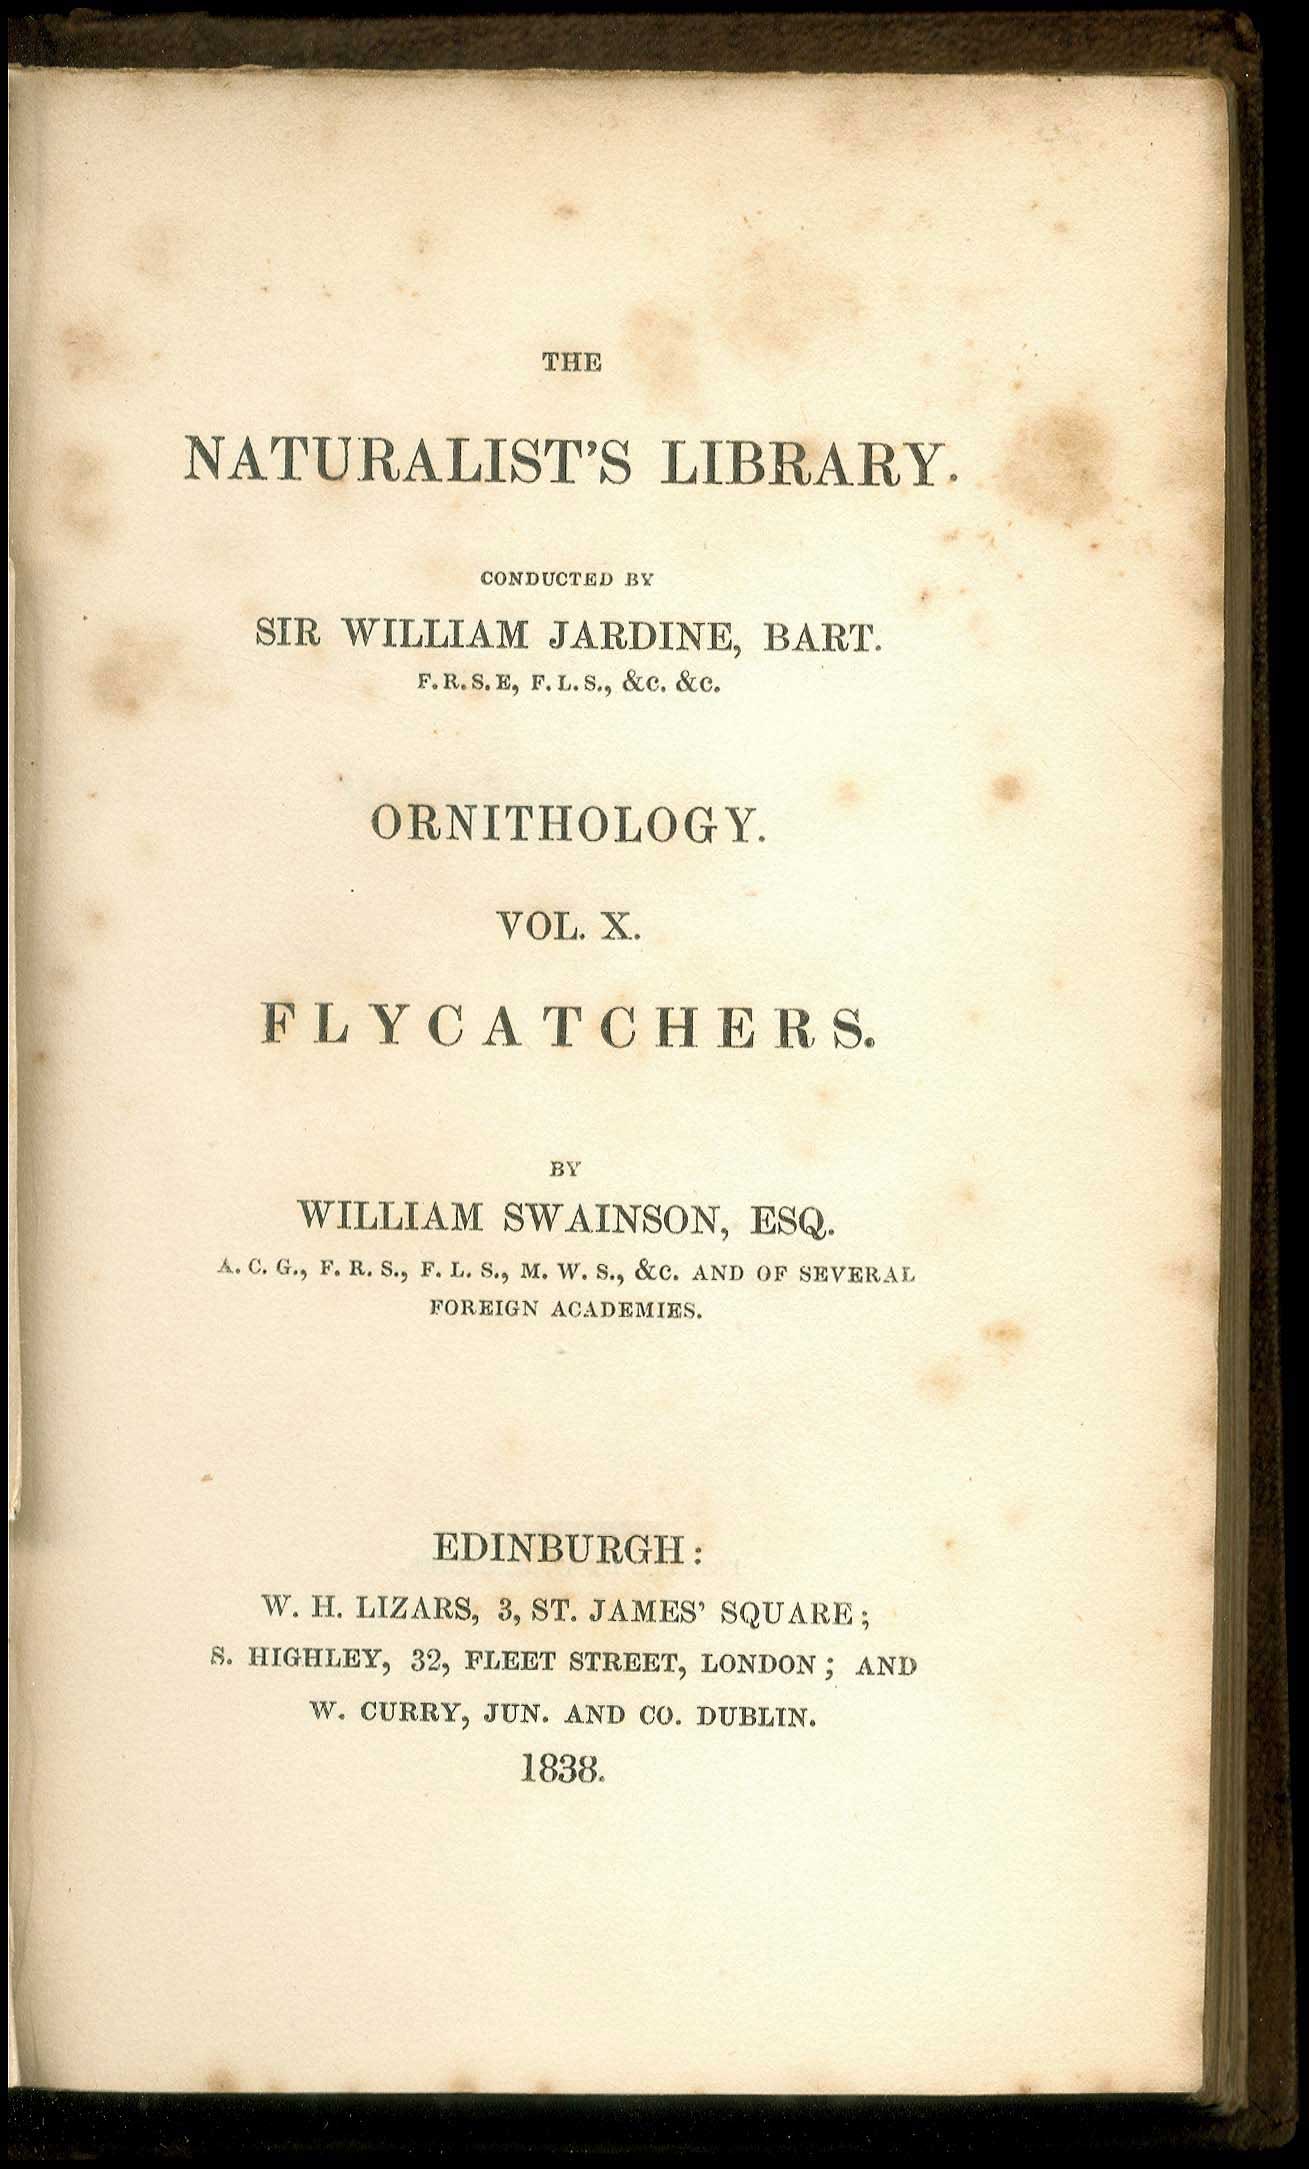 THE
NATURALIST'S LIBRARY.
CONDUCTED BY
SIR WILLIAM JARDINE, BART.
F. R. S. E, F. L. S., &C. &C.
ORNITHOLOGY.
VOL. X.
FLYCATCHERS.
BY
WILLIAM SWAINSON, ESQ.
A. C. G., F. R. S., F. L. S., M. W. S., &C. AND OF SEVERAL
FOREIGN ACADEMIES.
EDINBURGH:
W. H. LIZARS, 3, ST. JAMES' SQUARE;
S. HIGHLEY, 32, FLEET STREET, LONDON; AND
W. CURRY, JUN. AND CO. DUBLIN.
1838.